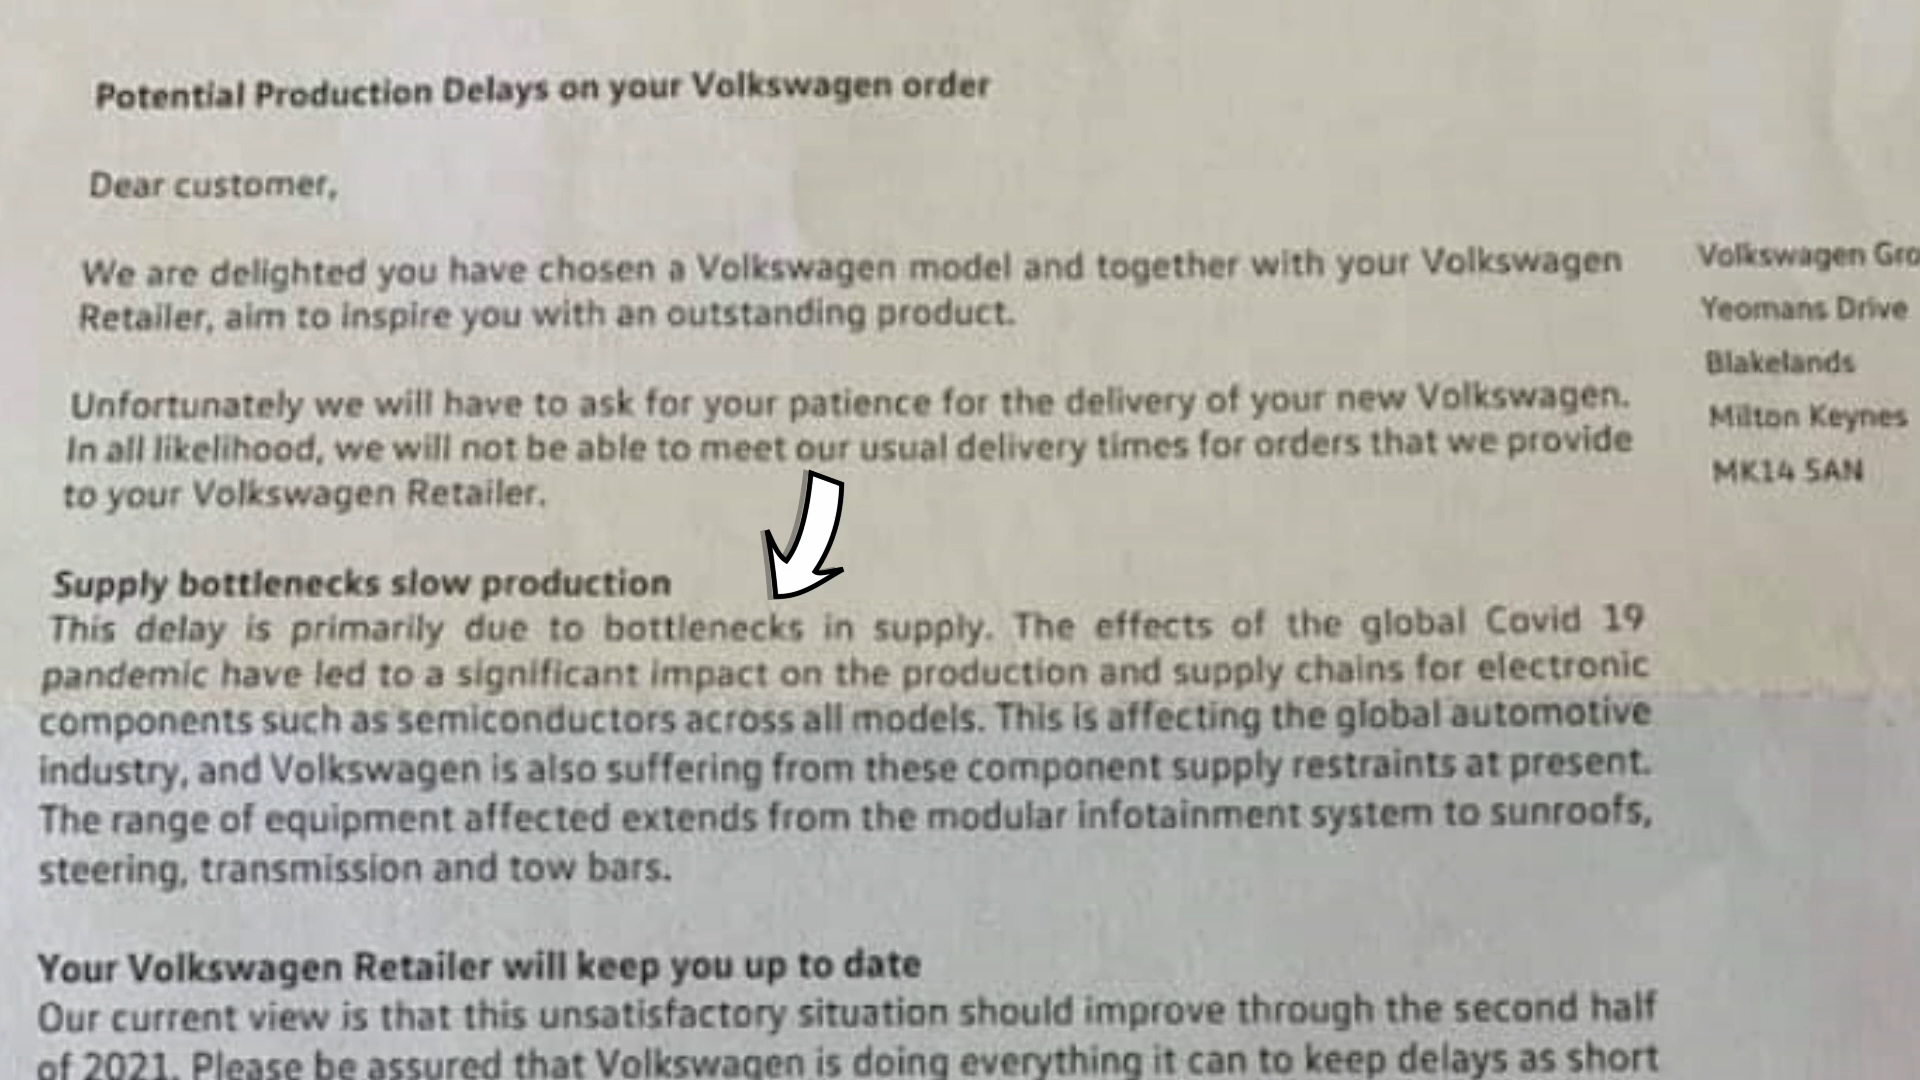 Potential Production Delays on your Volkswagen order
Dear customer,
We are delighted you have chosen a Volkswagen model and together with your Volkswagen
Retailer, aim to inspire you with an outstanding product.
Unfortunately we will have to ask for your patience for the delivery of your new Volkswagen.
In all likelihood, we will not be able to meet our usual delivery times for orders that we provide
to your Volkswagen Retailer.
Supply bottlenecks slow production
This delay is primarily due to bottlenecks in supply. The effects of the global Covid 19
pandemic have led to a significant impact on the production and supply chains for electronic
components such as semiconductors across all models. This is affecting the global automotive
industry, and Volkswagen is also suffering from these component supply restraints at present.
The range of equipment affected extends from the modular infotainment system to sunroofs,
steering, transmission and tow bars.
Your Volkswagen Retailer will keep you up to date
Our current view is that this unsatisfactory situation should improve through the second half
of 2021. Please be assured that Volkswagen is doing everything it can to keep delays as short
Volkswagen Gro
Yeomans Drive
Blakelands
Milton Keynes
MK14 5AN